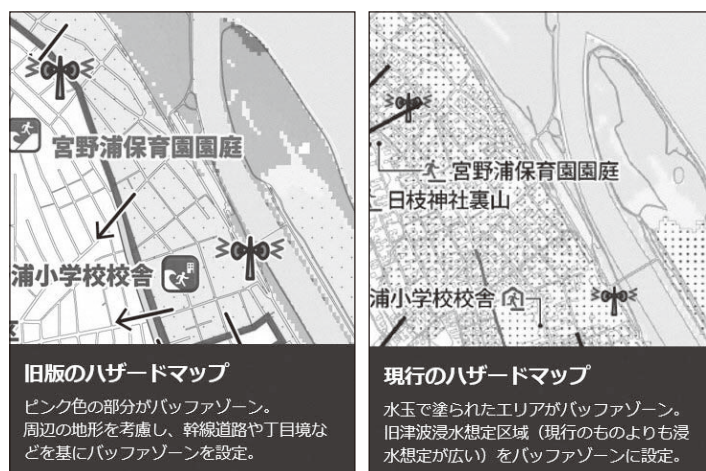 宮野浦保育園園庭
浦小学校校舎
区
旧版のハザードマップ
ピンク色の部分がバッファゾーン。
周辺の地形を考慮し、幹線道路や丁目境な
どを基にバッファゾーンを設定。
宮野浦保育園園庭
日枝神社裏山
浦小学校校舎
現行のハザードマップ
水玉で塗られたエリアがバッファゾーン。
旧津波浸水想定区域（現行のものよりも浸
水想定が広い）をバッファゾーンに設定。